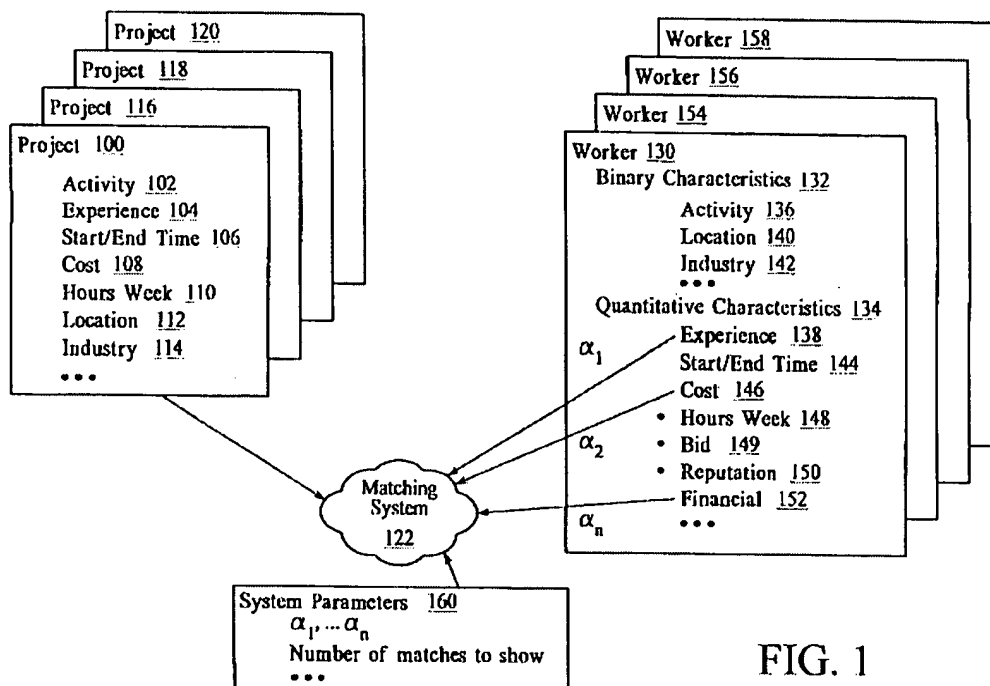 Project 120
Project 118
Project 116
Project 100
Activity 102
Experience 104
Start/End Time 106
Cost 108
Hours Week 110
Location 112
Industry 114
•••
Worker 158
Worker 156
Worker 154
Worker 130
Binary Characteristics 132
Activity 136
Location 140
Industry 142
•••
Quantitative Characteristics 134
Experience 138
Start/End Time 144
Cost 146
• Hours Week 148
• Bid 149
• Reputation 150
Financial 152
•••
α1
α2
αn
Matching
System
122
System Parameters 160
α1, ... αn
Number of matches to show
•••
FIG. 1